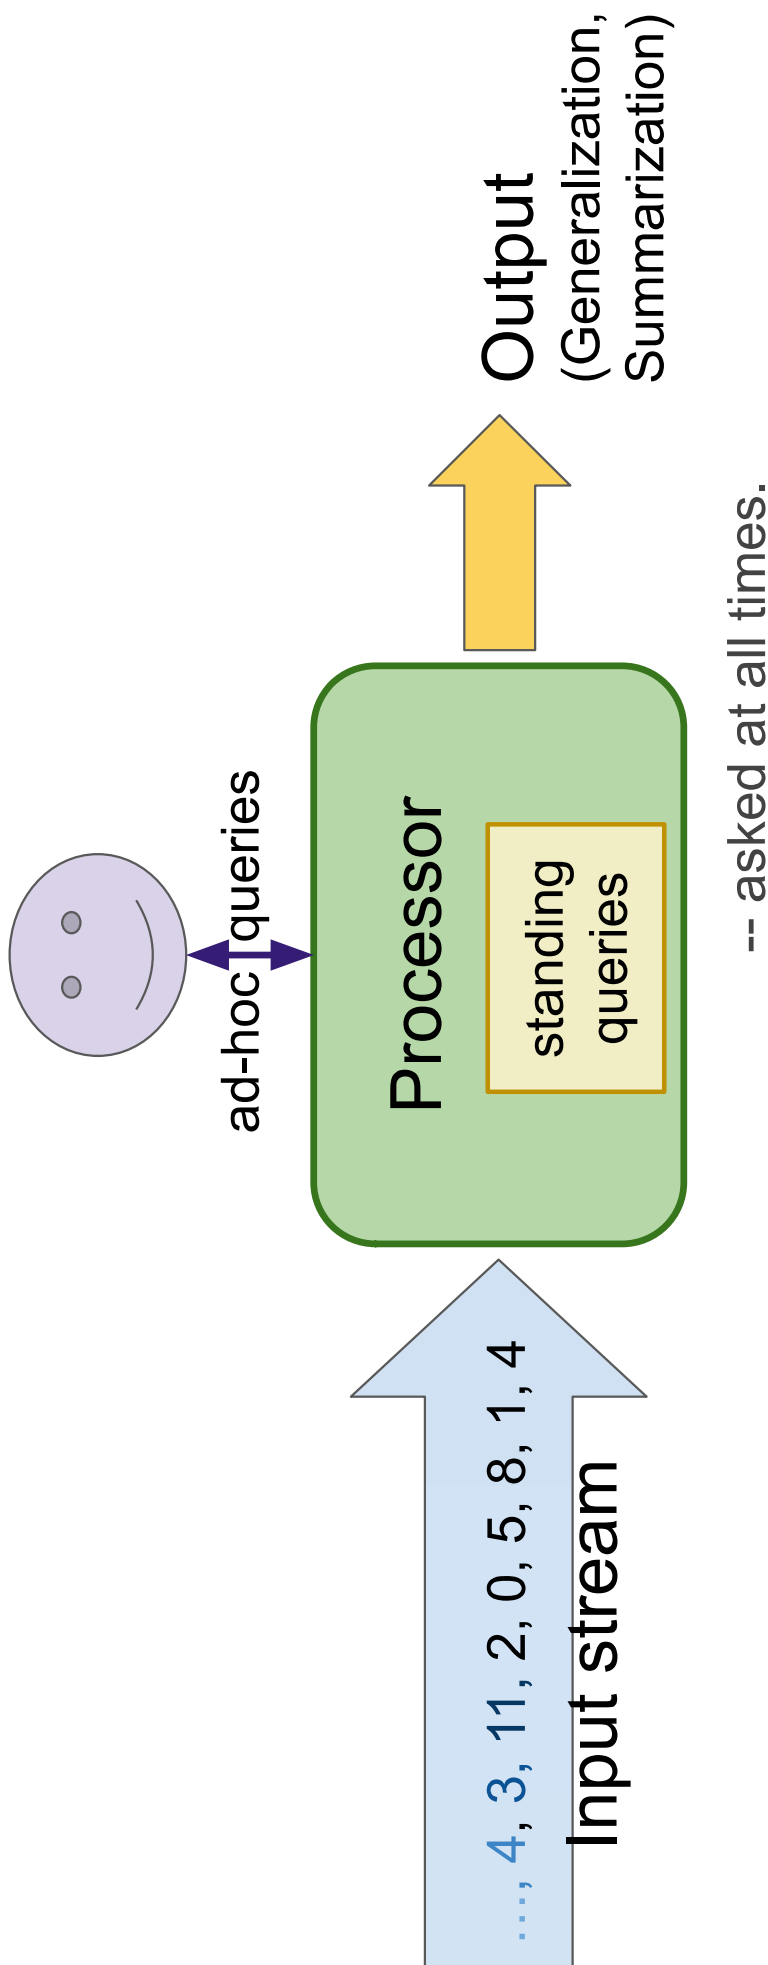 ad-hoc queries
…, 4, 3, 11, 2, 0, 5, 8, 1, 4
Input stream
Processor
standing
queries
Output
(Generalization,
Summarization)
-- asked at all times.